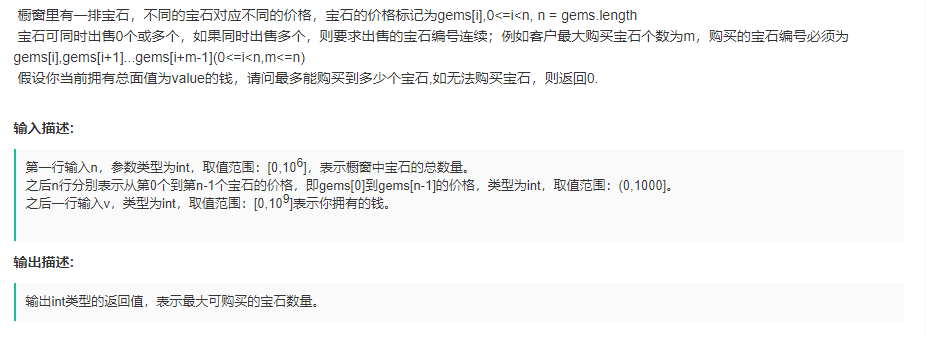 橱窗里有一排宝石，不同的宝石对应不同的价格，宝石的价格标记为gems[i],0<=i<n, n = gems.length
宝石可同时出售0个或多个，如果同时出售多个，则要求出售的宝石编号连续；例如客户最大购买宝石个数为m，购买的宝石编号必须为
gems[i],gems[i+1]...gems[i+m-1](0<=i<n,m<=n)
假设你当前拥有总面值为value的钱，请问最多能购买到多少个宝石,如无法购买宝石，则返回0.
输入描述:
第一行输入n，参数类型为int，取值范围：[0,10^6]，表示橱窗中宝石的总数量。
之后n行分别表示从第0个到第n-1个宝石的价格，即gems[0]到gems[n-1]的价格，类型为int，取值范围：(0,1000]。
之后一行输入v，类型为int，取值范围：[0,10^9]表示你拥有的钱。
输出描述:
输出int类型的返回值，表示最大可购买的宝石数量。